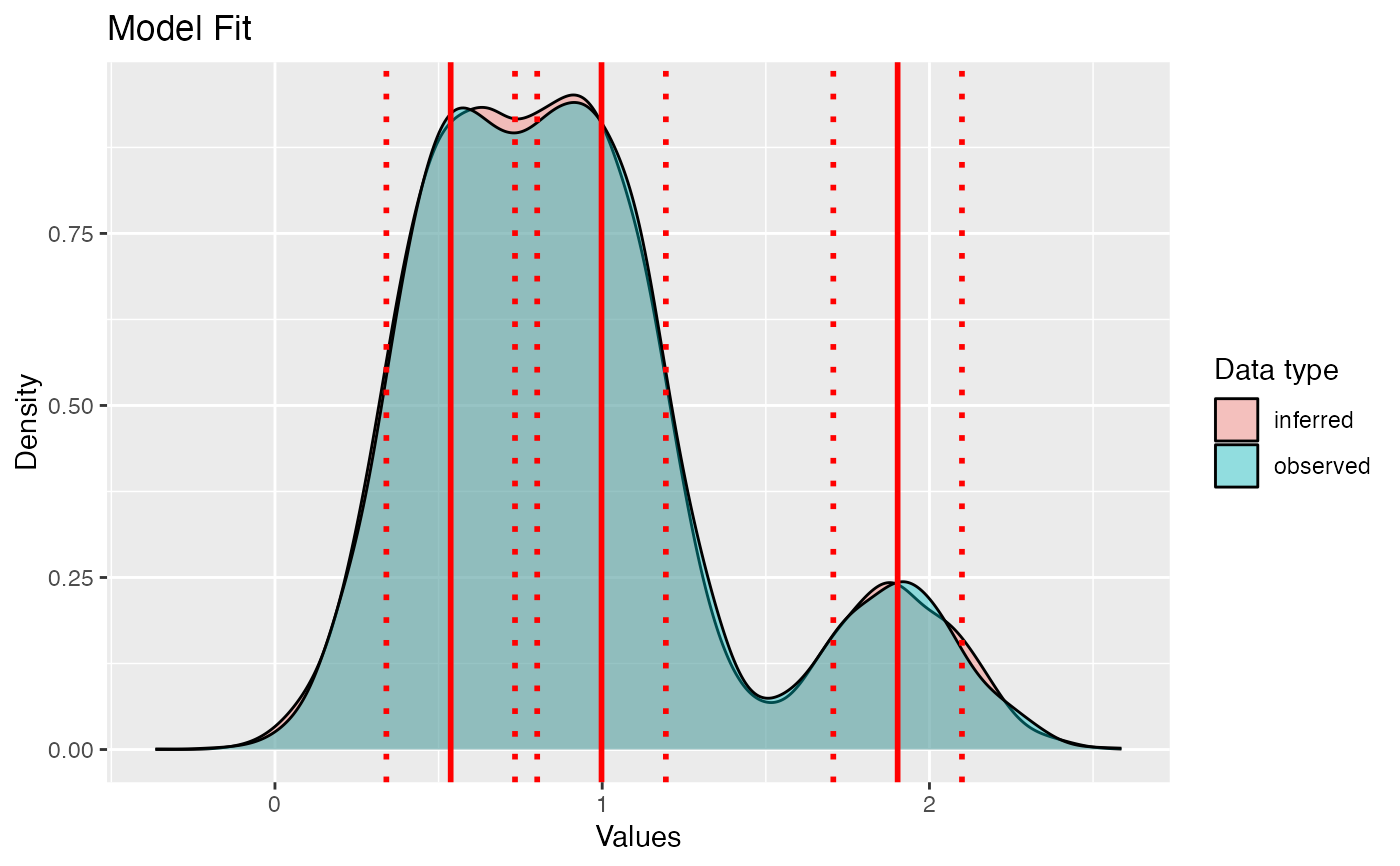 Model Fit
Density
0.75
0.50
0.25
0.00
0
1
2
Values
Data type
inferred
observed